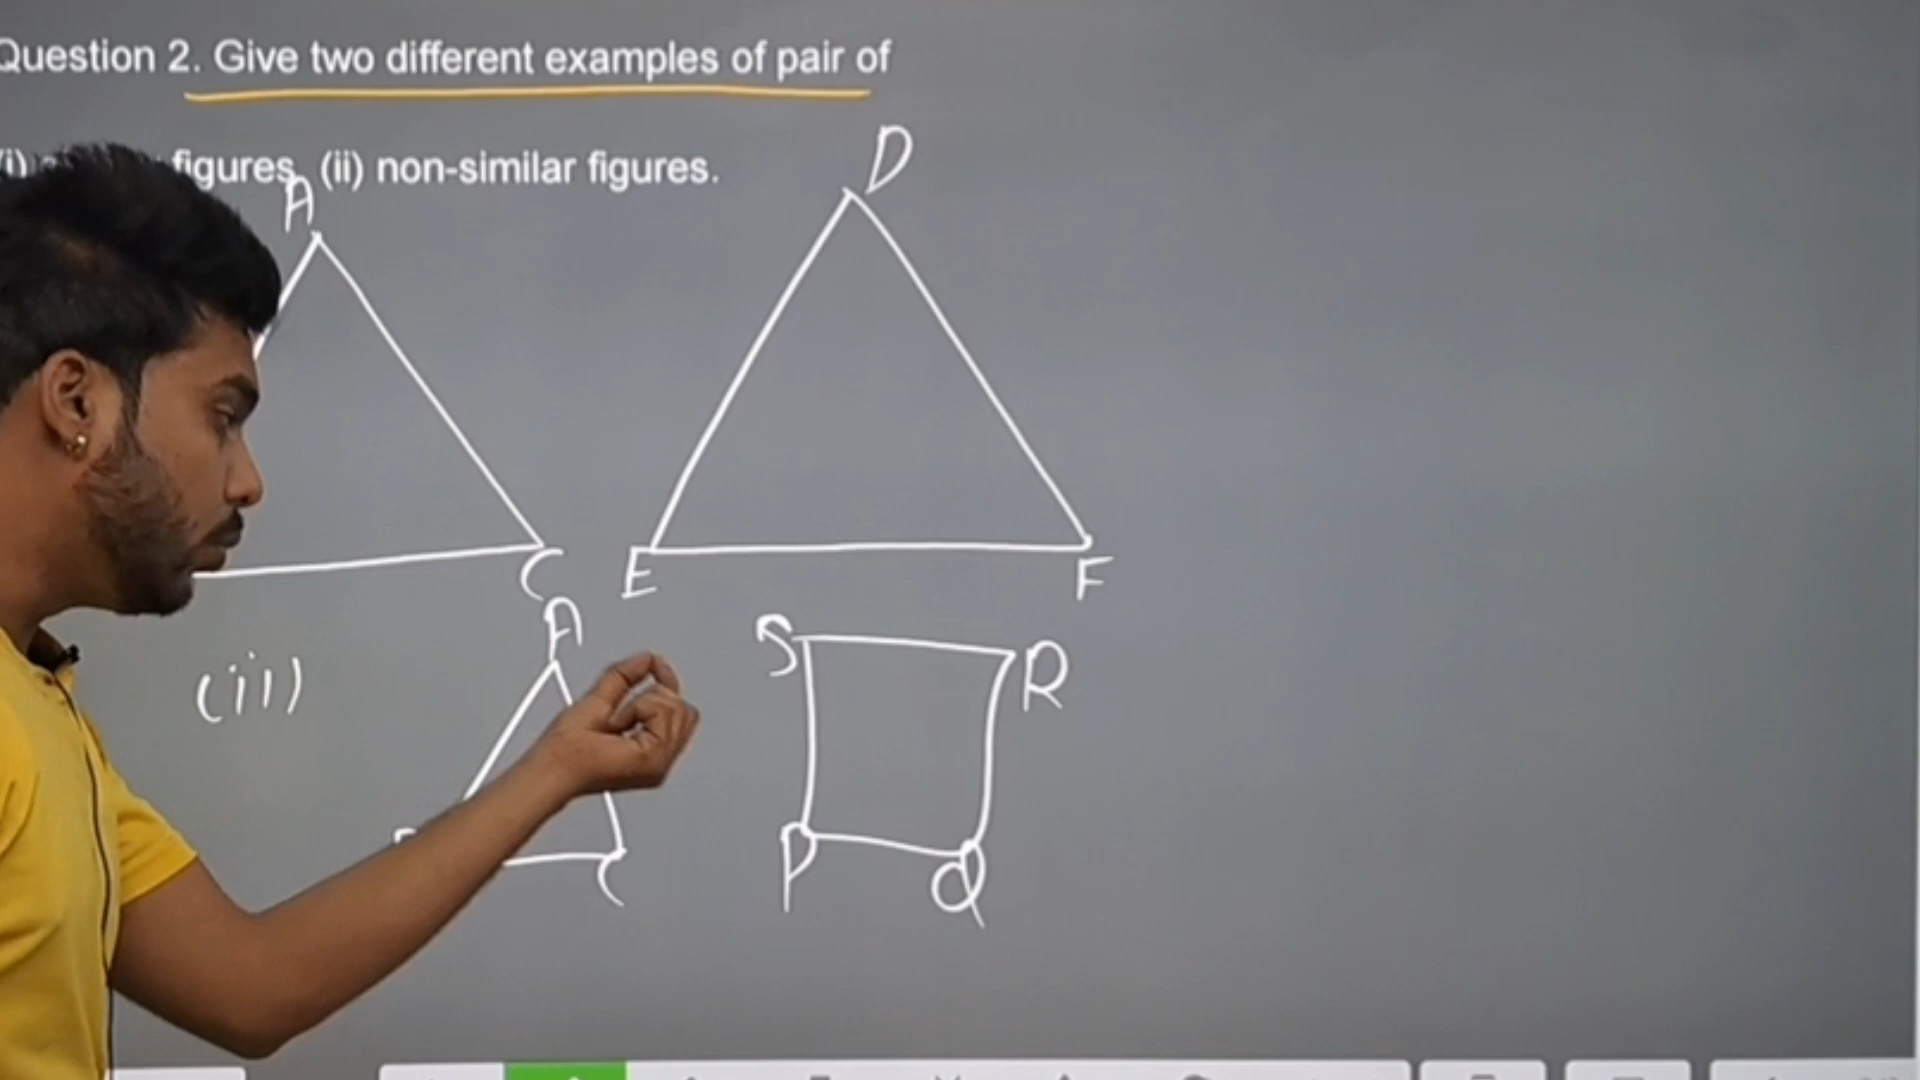 Question 2. Give two different examples of pair of
figures, (ii) non-similar figures.
A
D
C
E
F
(ii)
A
S
R
C
P
Q